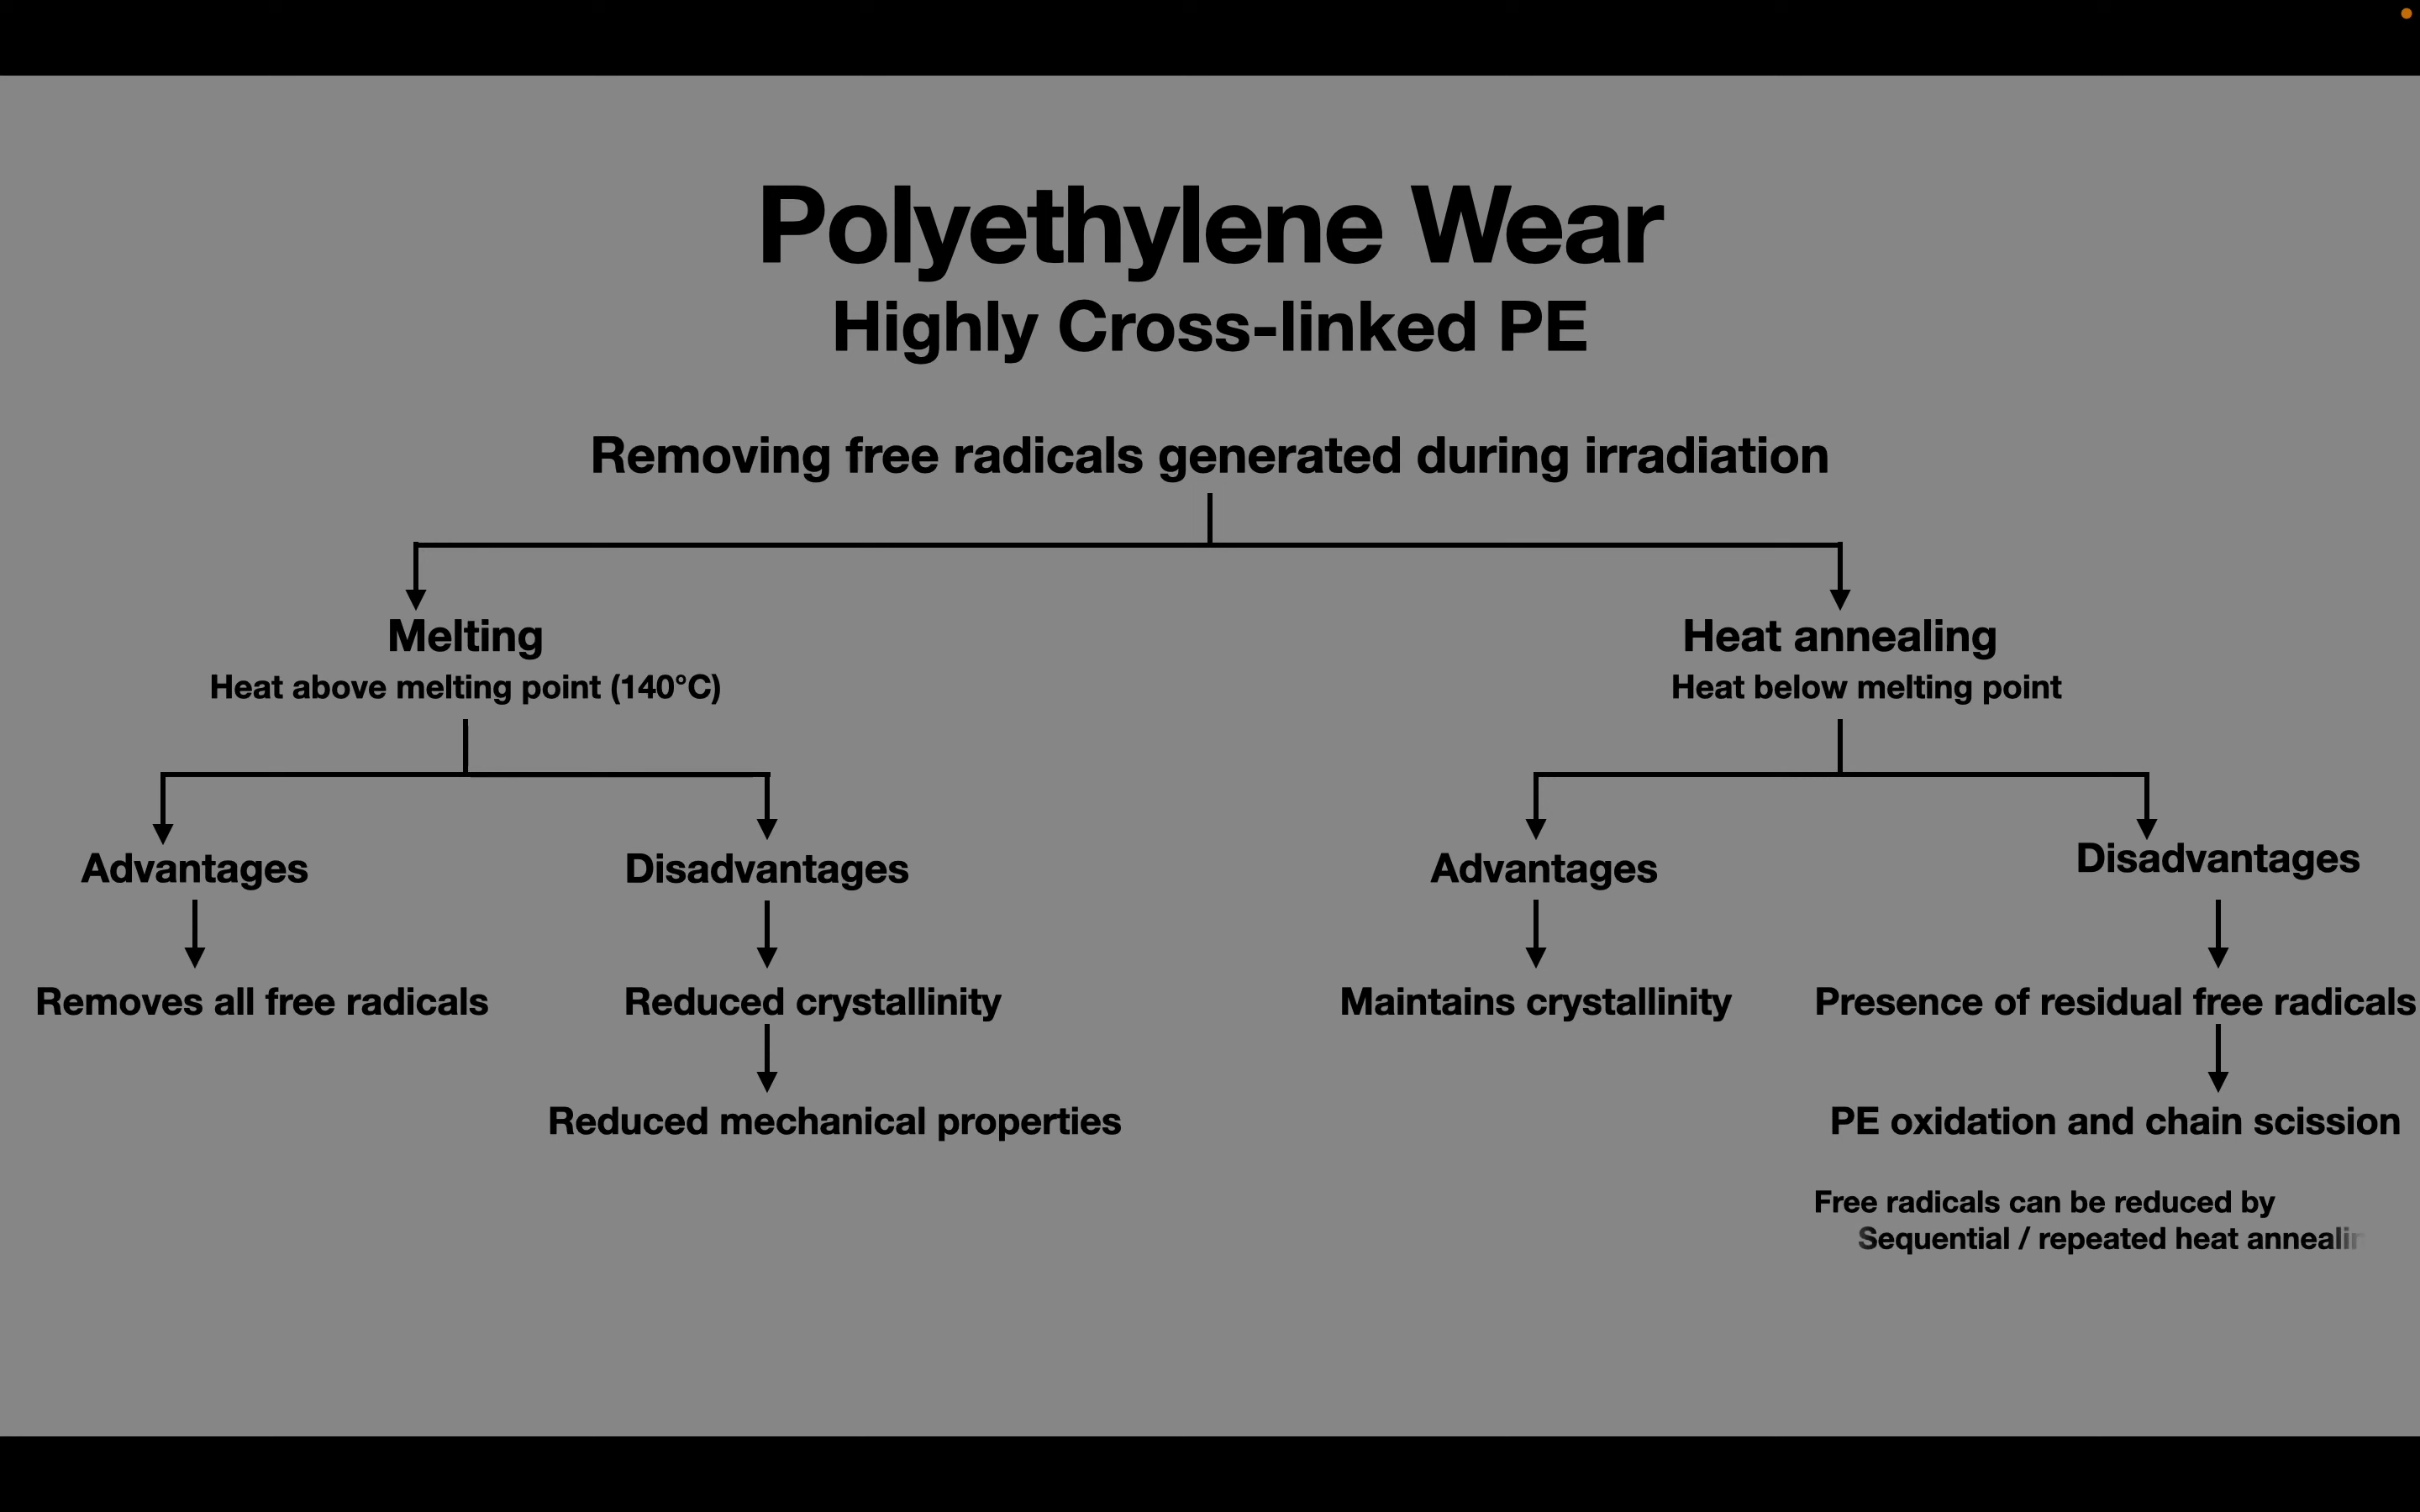 Polyethylene Wear
Highly Cross-linked PE
Removing free radicals generated during irradiation
Melting
Heat above melting point (140°C)
Advantages
Removes all free radicals
Disadvantages
Reduced crystallinity
Reduced mechanical properties
Heat annealing
Heat below melting point
Advantages
Maintains crystallinity
Disadvantages
Presence of residual free radicals
PE oxidation and chain scission
Free radicals can be reduced by
Sequential / repeated heat